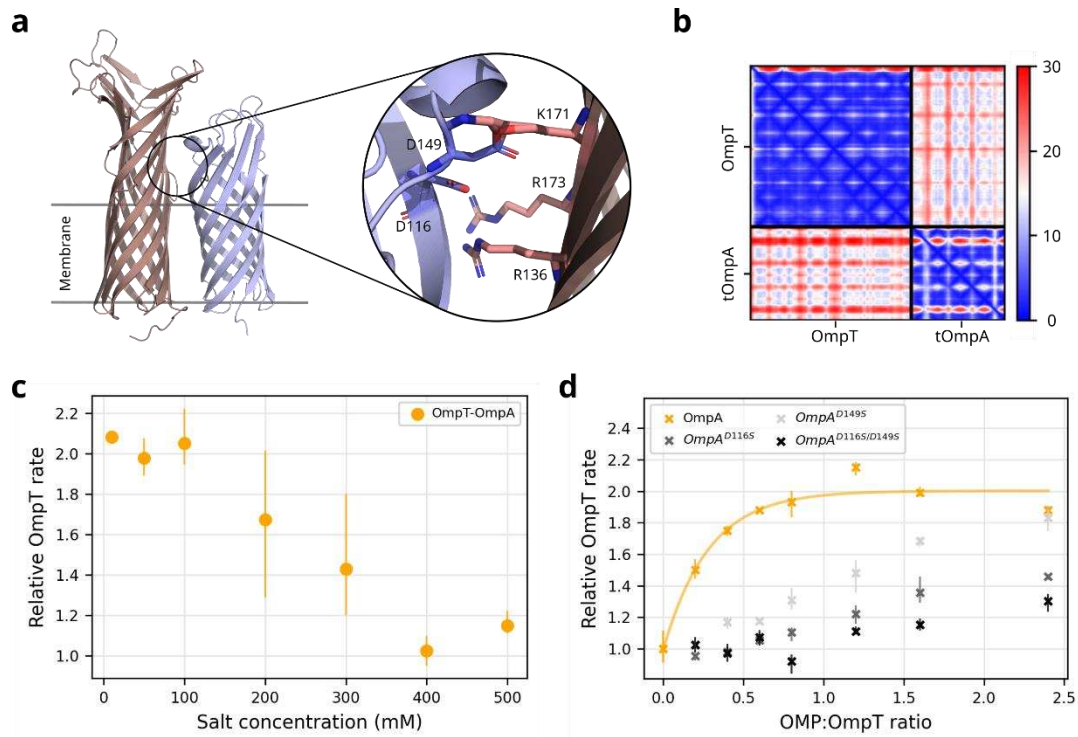 a
Membrane
D149
K171
R173
D116
R136
b
OmpT
tOmpA
OmpT
tOmpA
30
20
10
0
c
OmpT-OmpA
Relative OmpT rate
2.2
2.0
1.8
1.6
1.4
1.2
1.0
0
100
200
300
400
500
Salt concentration (mM)
d
OmpA
OmpA^D116S
OmpA^D149S
OmpA^D116S/D149S
Relative OmpT rate
2.4
2.2
2.0
1.8
1.6
1.4
1.2
1.0
0.0
0.5
1.0
1.5
2.0
2.5
OMP:OmpT ratio